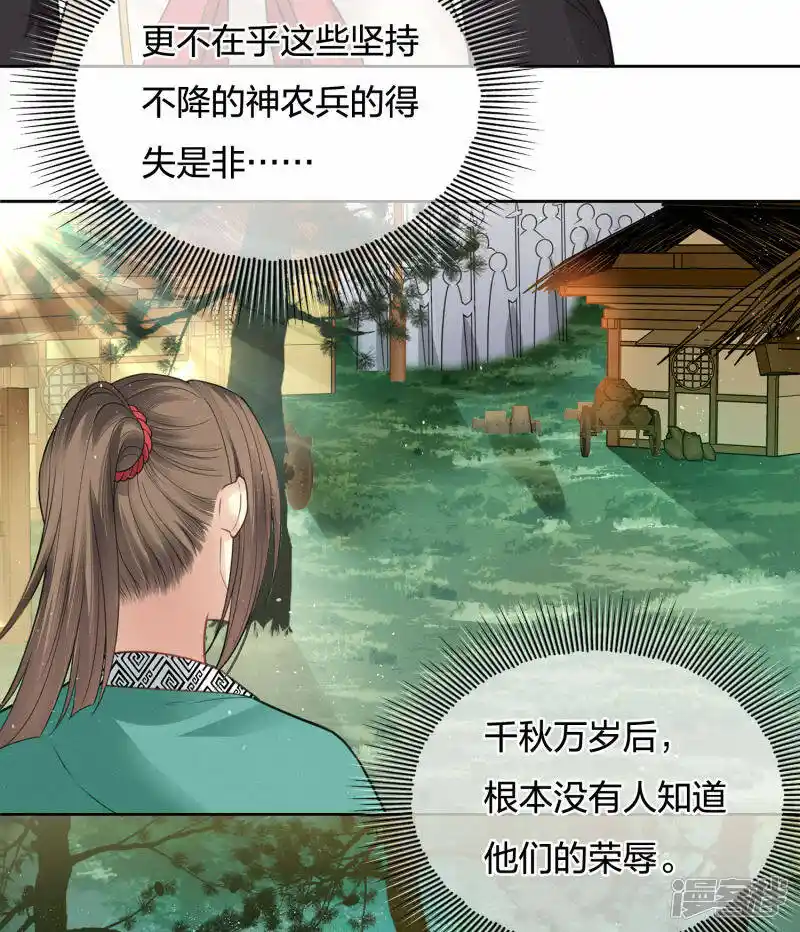 更不在乎这些坚持
不降的神农兵的得
失是非……
千秋万岁后，
根本没有人知道
他们的荣辱。
漫客栈